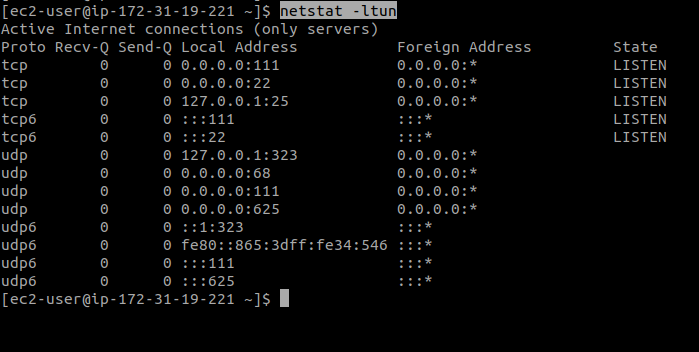 [ec2-user@ip-172-31-19-221 ~]$ netstat -ltun
Active Internet connections (only servers)
Proto Recv-Q Send-Q Local Address           Foreign Address         State
tcp        0      0 0.0.0.0:111             0.0.0.0:*               LISTEN
tcp        0      0 0.0.0.0:22              0.0.0.0:*               LISTEN
tcp        0      0 127.0.0.1:25            0.0.0.0:*               LISTEN
tcp6       0      0 :::111                  :::*                    LISTEN
tcp6       0      0 :::22                   :::*                    LISTEN
udp        0      0 127.0.0.1:323           0.0.0.0:*
udp        0      0 0.0.0.0:68              0.0.0.0:*
udp        0      0 0.0.0.0:111             0.0.0.0:*
udp        0      0 0.0.0.0:625             0.0.0.0:*
udp6       0      0 ::1:323                 :::*
udp6       0      0 fe80::865:3dff:fe34:546 :::*
udp6       0      0 :::111                  :::*
udp6       0      0 :::625                  :::*
[ec2-user@ip-172-31-19-221 ~]$